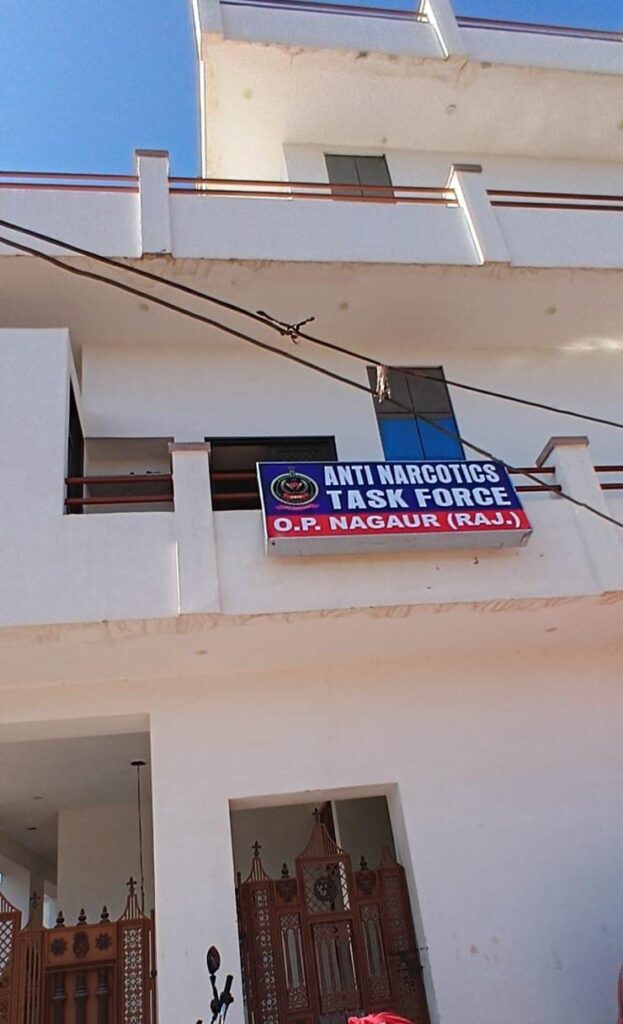 ANTI NARCOTICS
TASK FORCE
O.P. NAGAUR (RAJ.)